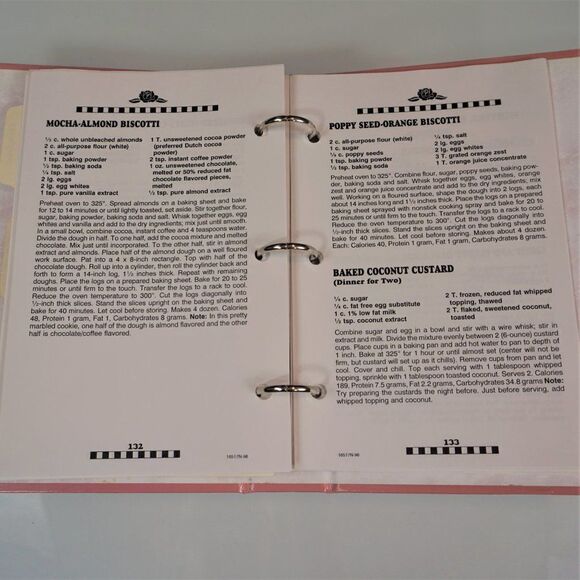 MOCHA-ALMOND BISCOTTI
½ c. whole unbleached almonds
2 c. all-purpose flour (white)
1 c. sugar
1 tsp. baking powder
½ tsp. baking soda
2 lg. eggs
2 lg. egg whites
1 tsp. pure vanilla extract
1 T. unsweetened cocoa powder
(preferred Dutch cocoa
powder)
2 tsp. instant coffee powder
1 oz. unsweetened chocolate,
melted or 50% reduced fat
chocolate flavored pieces,
melted
½ tsp. pure almond extract
Preheat oven to 325°. Spread almonds on a baking sheet and bake
for 12 to 14 minutes or until lightly toasted, set aside. Stir together flour,
sugar, baking powder, baking soda and salt. Whisk together eggs, egg
whites and vanilla and add to dry ingredients; mix just until smooth.
In a small bowl, combine cocoa, instant coffee and 4 teaspoons water.
Divide the dough in half. To one half, add the cocoa mixture and melted
chocolate. Mix just until incorporated. To the other half, stir in almond
extract and almonds. Place half of the almond dough on a well floured
work surface. Pat into a 4 x 8-inch rectangle. Top with half of the
chocolate dough. Roll up into a cylinder, then roll the cylinder back and
forth to form a 14-inch log, 1½ inches thick. Repeat with remaining
doughs. Place the logs on a prepared baking sheet. Bake for 20 to 25
minutes or until firm to the touch. Transfer the logs to a rack to cool.
Reduce the oven temperature to 300°. Cut the logs diagonally into
½-inch thick slices. Stand the slices upright on the baking sheet and
bake for 40 minutes. Let cool before storing. Makes 4 dozen. Calories
48, Protein 1 gram, Fat 1, Carbohydrates 8 grams. Note: In this pretty
marbled cookie, one half of the dough is almond flavored and the other
half is chocolate/coffee flavored.
132
POPPY SEED-ORANGE BISCOTTI
2 c. all-purpose flour (white)
1 c. sugar
⅓ c. poppy seeds
1 tsp. baking powder
½ tsp. baking soda
¼ tsp. salt
2 lg. eggs
2 lg. egg whites
3 T. grated orange zest
1 T. orange juice concentrate
Preheat oven to 325°. Combine flour, sugar, poppy seeds, baking pow-
der, baking soda and salt. Whisk together eggs, egg whites, orange
zest and orange juice concentrate and add to the dry ingredients; mix
well. Working on a floured surface, shape the dough into 2 logs, each
about 14 inches long and 1½ inches thick. Place the logs on a prepared
baking sheet sprayed with nonstick cooking spray and bake for 20 to
25 minutes or until firm to the touch. Transfer the logs to a rack to cool.
Reduce the oven temperature to 300°. Cut the logs diagonally into
½-inch thick slices. Stand the slices upright on the baking sheet and
bake for 40 minutes. Let cool before storing. Makes about 4 dozen.
Each: Calories 40, Protein 1 gram, Fat 1 gram, Carbohydrates 8 grams.
BAKED COCONUT CUSTARD
(Dinner for Two)
¼ c. sugar
¼ c. fat free egg substitute
1 c. 1% low fat milk
½ tsp. coconut extract
2 T. frozen, reduced fat whipped
topping, thawed
2 T. flaked, sweetened coconut,
toasted
Combine sugar and egg in a bowl and stir with a wire whisk; stir in
extract and milk. Divide the mixture evenly between 2 (6-ounce) custard
cups. Place cups in a baking pan and add hot water to pan to depth of
1 inch. Bake at 325° for 1 hour or until almost set (center will not be
firm, but custard will set up as it chills). Remove cups from pan and let
cool. Cover and chill. Top each serving with 1 tablespoon whipped
topping, sprinkle with 1 tablespoon toasted coconut. Serves 2. Calories
189, Protein 7.5 grams, Fat 2.2 grams, Carbohydrates 34.8 grams Note:
Try preparing the custards the night before. Just before serving, add
whipped topping and coconut.
133